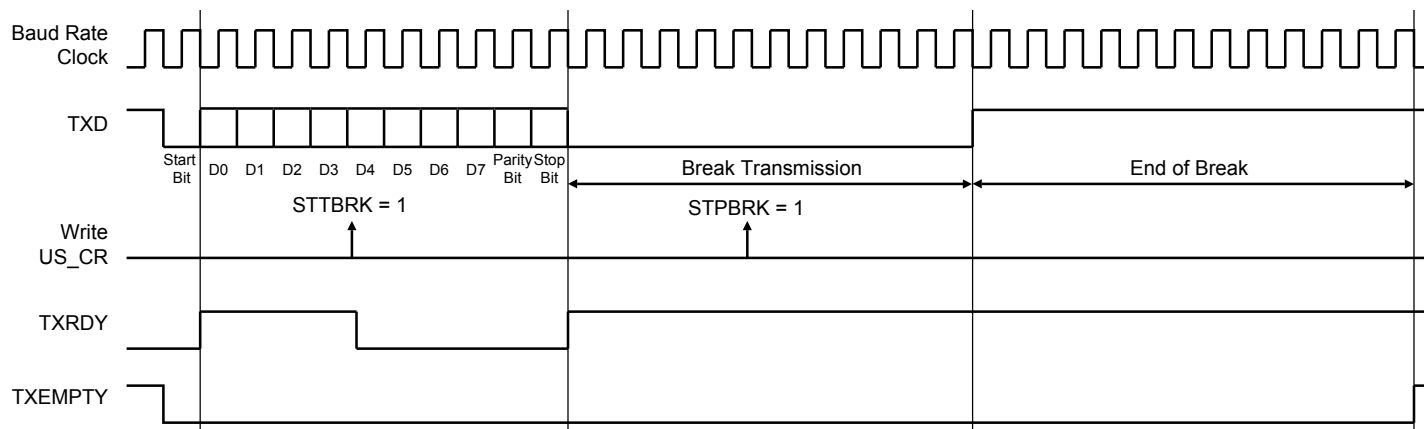 Baud Rate
Clock
TXD
Start
Bit
D0
D1
D2
D3
D4
D5
D6
D7
Parity
Bit
Stop
Bit
Break Transmission
End of Break
STTBRK = 1
STPBRK = 1
Write
US_CR
TXRDY
TXEMPTY